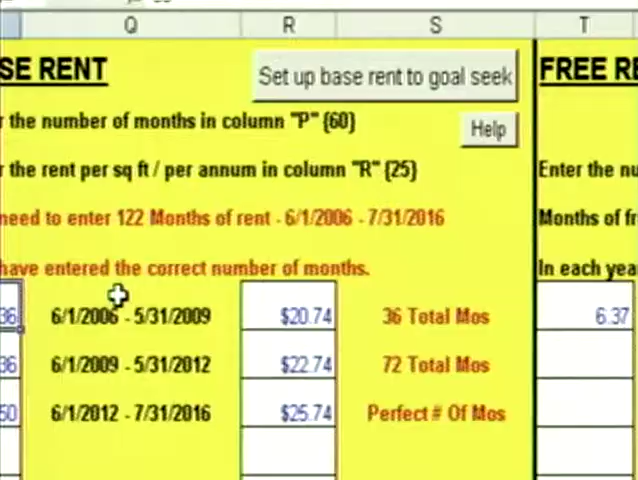 Q R S T
SE RENT Set up base rent to goal seek FREE RE
r the number of months in column "P" (60)
Help
r the rent per sq ft / per annum in column "R" (25) Enter the nu
need to enter 122 Months of rent - 6/1/2006 - 7/31/2016 Months of fr
have entered the correct number of months. In each yea
36 6/1/2006 - 5/31/2009 $20.74 36 Total Mos 6.37
36 6/1/2009 - 5/31/2012 $22.74 72 Total Mos
50 6/1/2012 - 7/31/2016 $25.74 Perfect # Of Mos